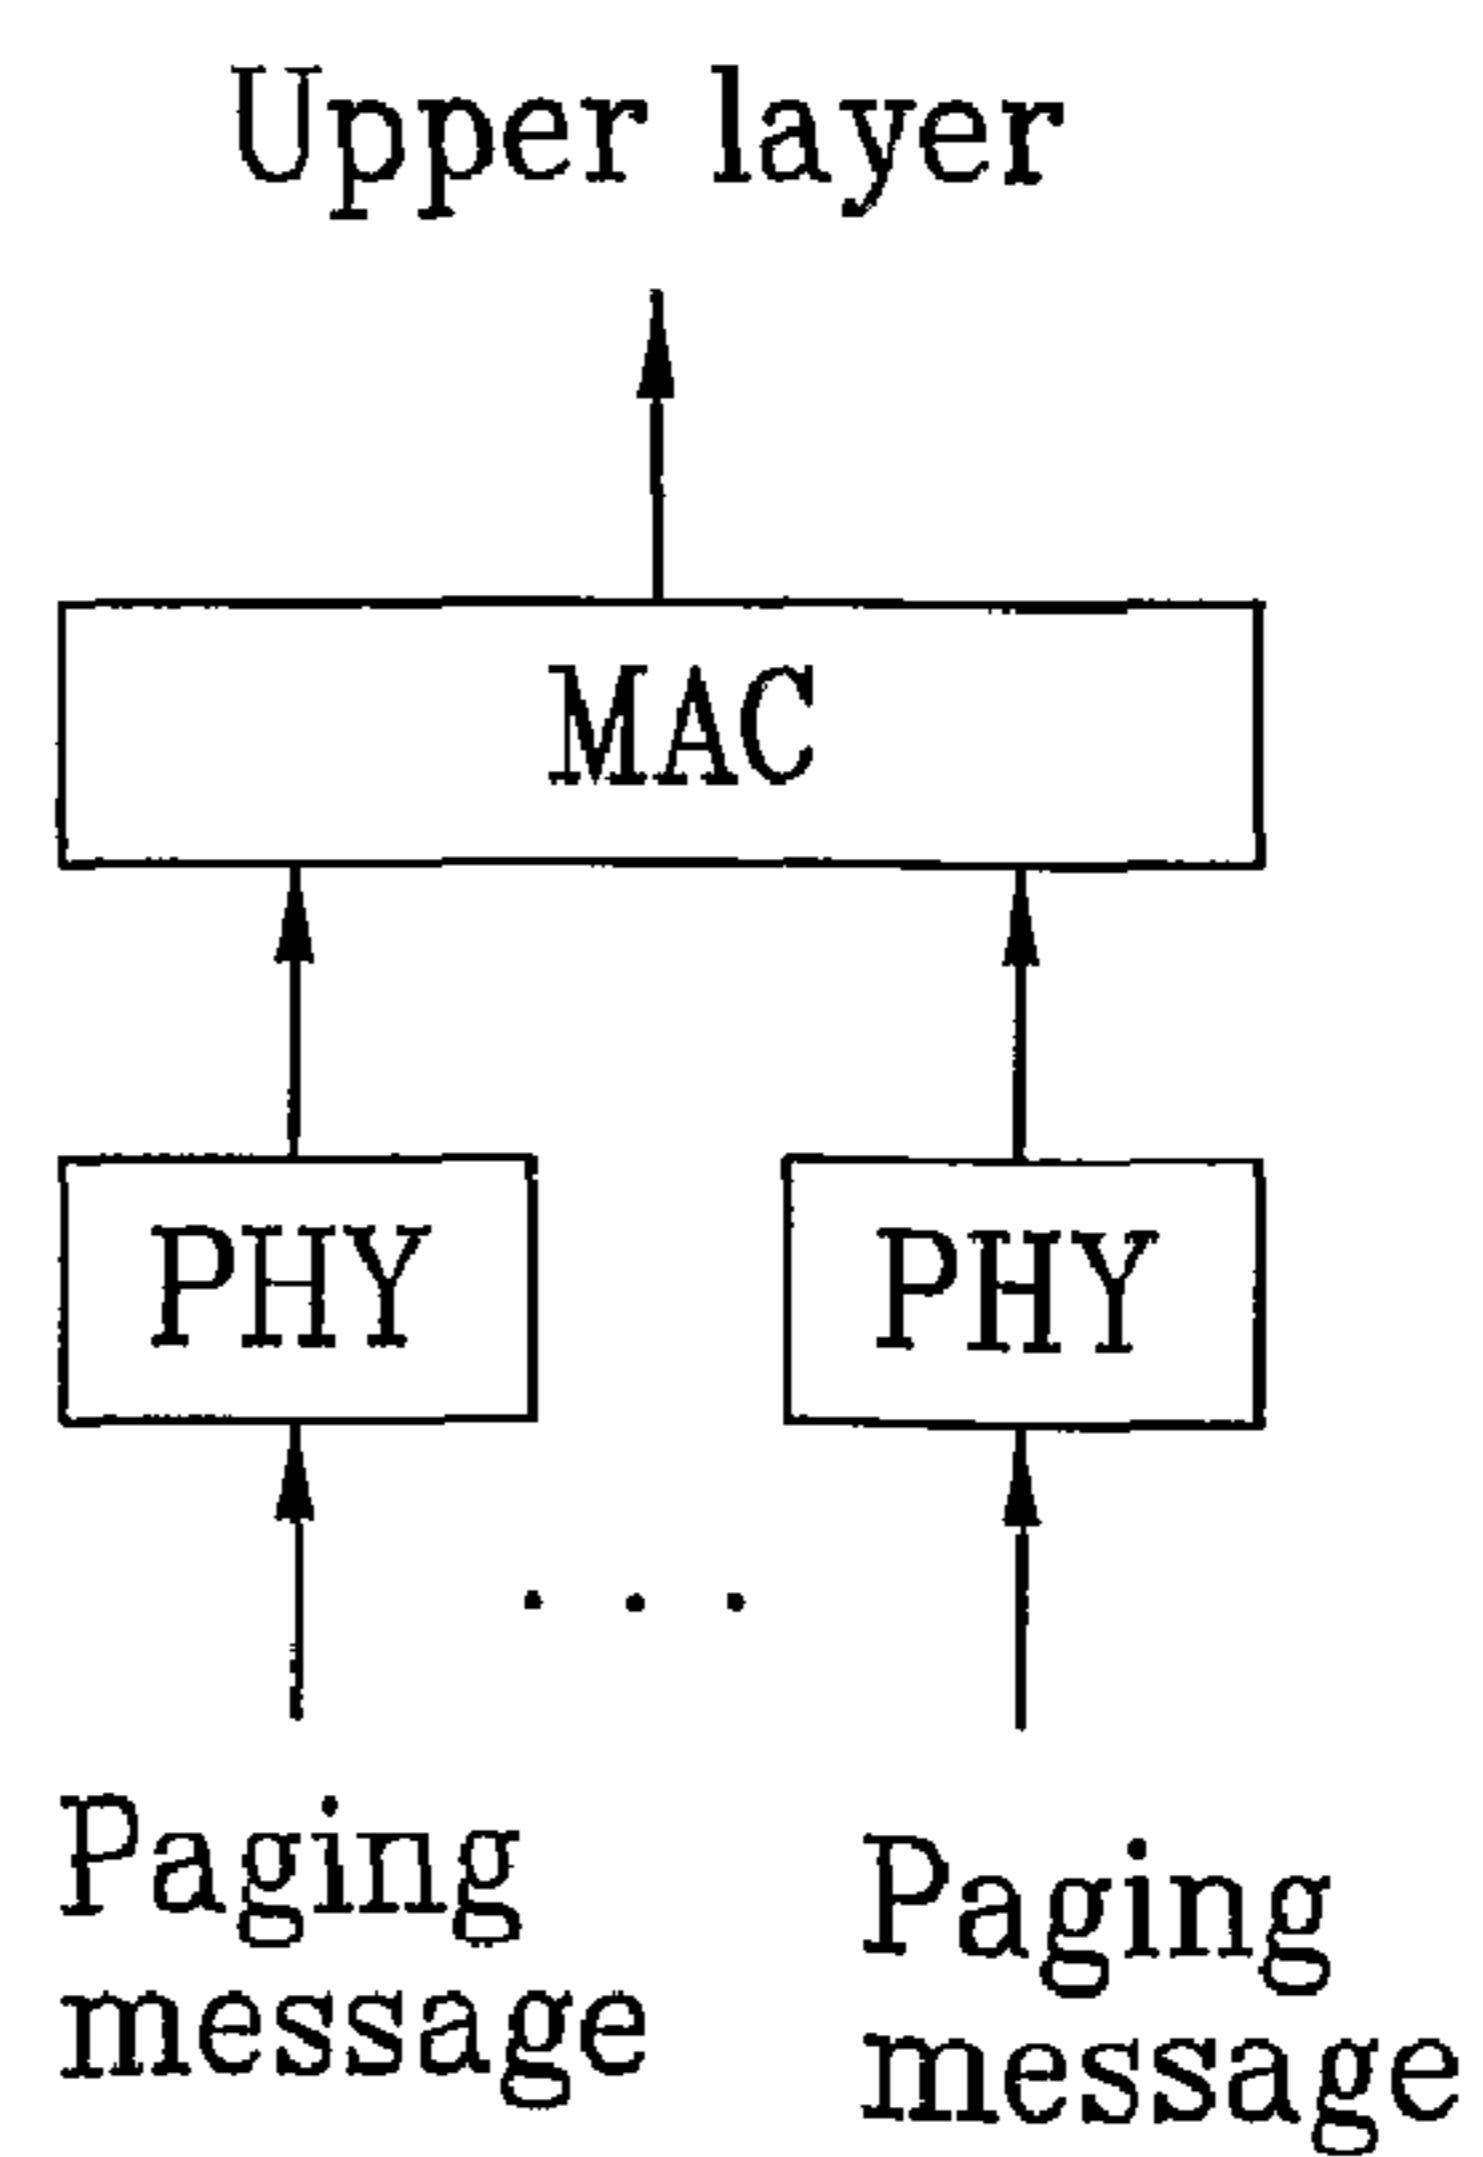 Upper layer
MAC
PHY
PHY
. . .
Paging
message
Paging
message